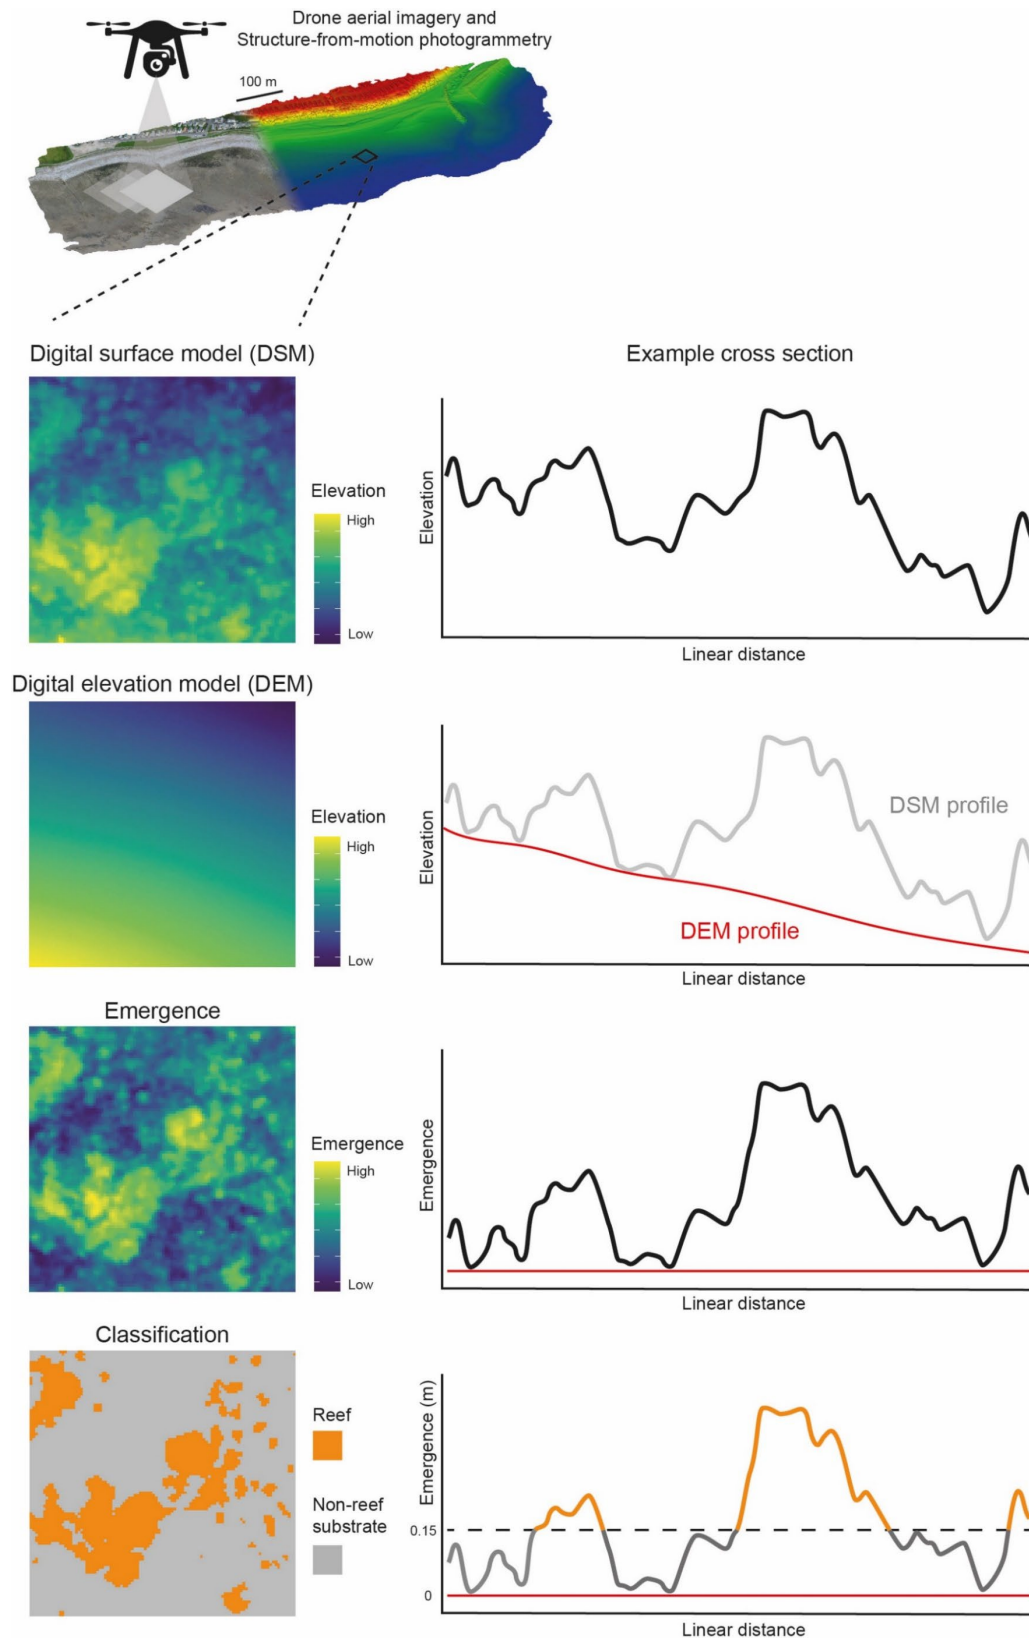 Drone aerial imagery and
Structure-from-motion photogrammetry
100 m
Digital surface model (DSM)
Example cross section
Elevation
High
Low
Elevation
Linear distance
Digital elevation model (DEM)
Elevation
High
Low
Elevation
DSM profile
DEM profile
Linear distance
Emergence
Emergence
High
Low
Emergence
Linear distance
Classification
Reef
Non-reef
substrate
Emergence (m)
0.15
0
Linear distance